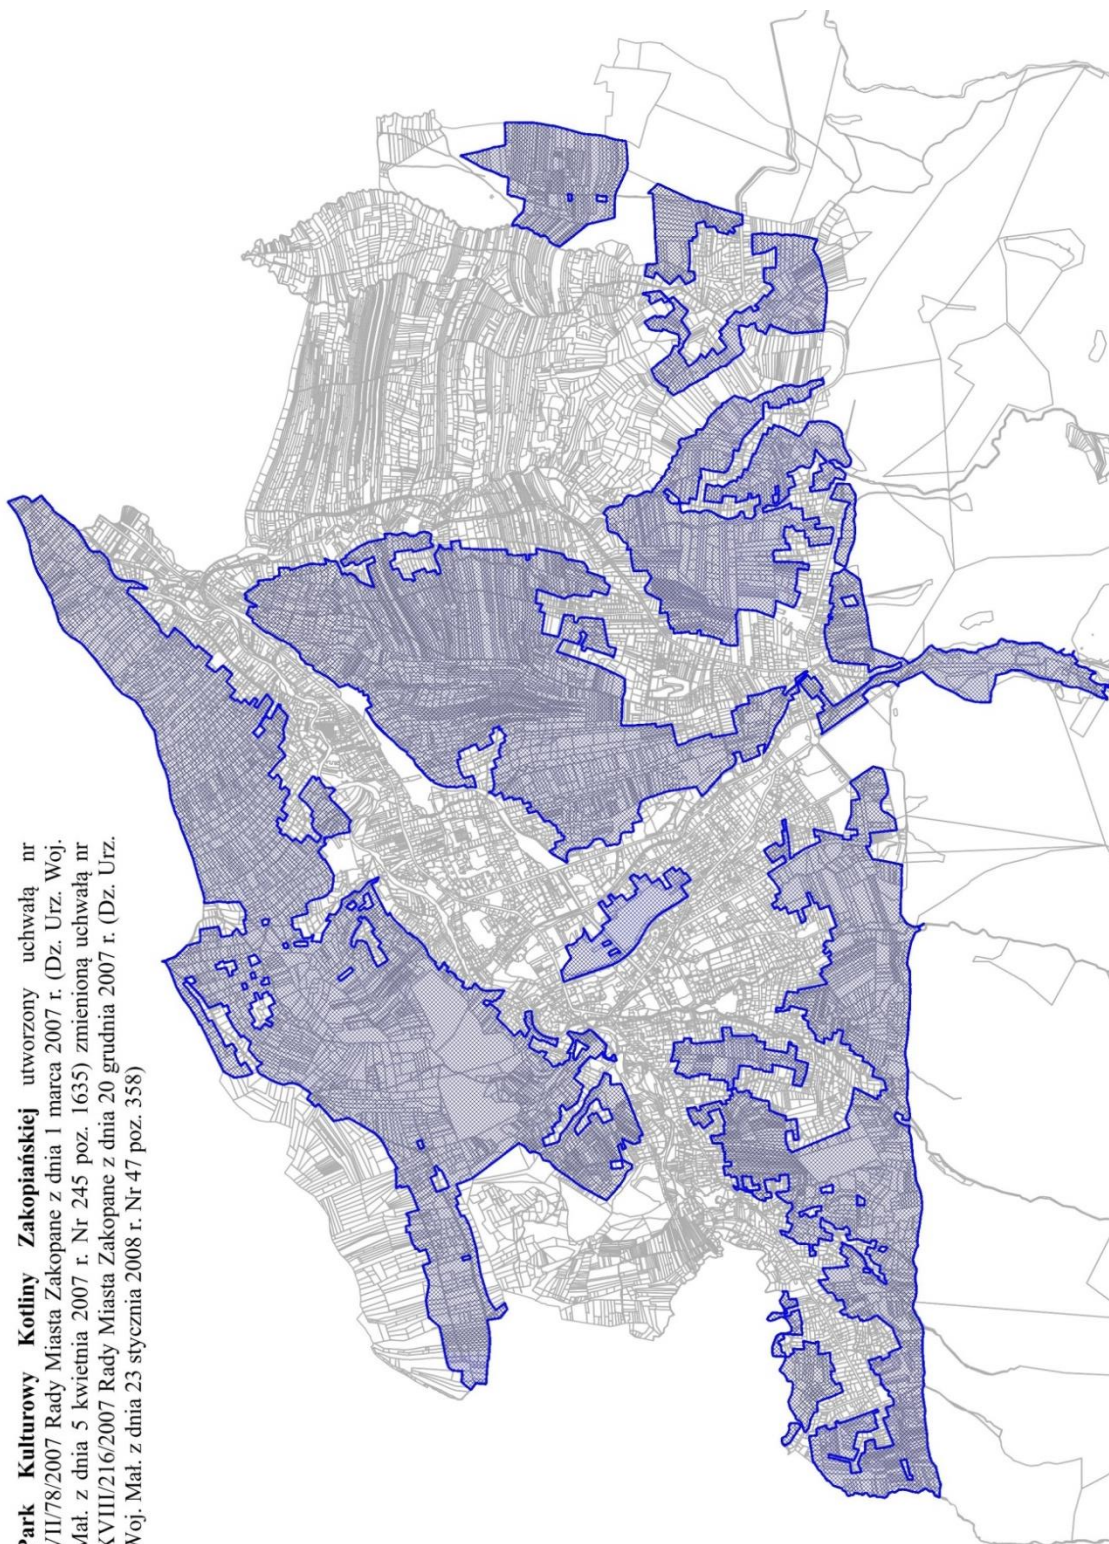 Park Kulturowy Kotliny Zakopiańskiej utworzony uchwałą nr
VII/78/2007 Rady Miasta Zakopane z dnia 1 marca 2007 r. (Dz. Urz. Woj.
Mał. z dnia 5 kwietnia 2007 r. Nr 245 poz. 1635) zmienioną uchwałą nr
XVIII/216/2007 Rady Miasta Zakopane z dnia 20 grudnia 2007 r. (Dz. Urz.
Woj. Mał. z dnia 23 stycznia 2008 r. Nr 47 poz. 358)